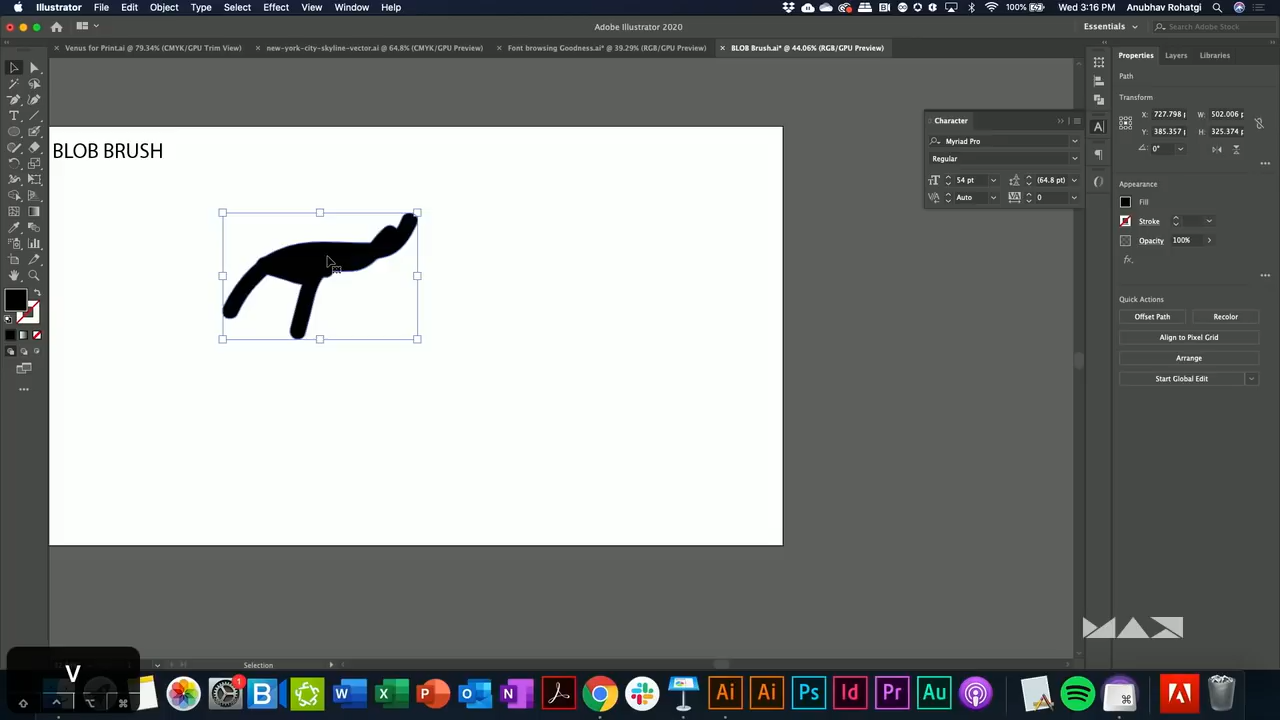 Illustrator File Edit Object Type Select Effect View Window Help 100% Wed 3:16 PM Anubhav Rohatgi
Adobe Illustrator 2020
Essentials
Search Adobe Stock
Venus for Print.ai @ 79.34% (CMYK/GPU Trim View)
new-york-city-skyline-vector.ai @ 64.8% (CMYK/GPU Preview)
Font browsing Goodness.ai* @ 39.29% (RGB/GPU Preview)
BLOB Brush.ai* @ 44.06% (RGB/GPU Preview)
Properties Layers Libraries
Path
Transform
X: 727.798 W: 502.006
Y: 385.357 H: 325.374
0°
Appearance
Fill
Stroke
Opacity 100%
fx
Quick Actions
Offset Path Recolor
Align to Pixel Grid
Arrange
Start Global Edit
Character
Myriad Pro
Regular
54 pt (64.8 pt)
Auto 0
BLOB BRUSH
MAX
Selection
V
1